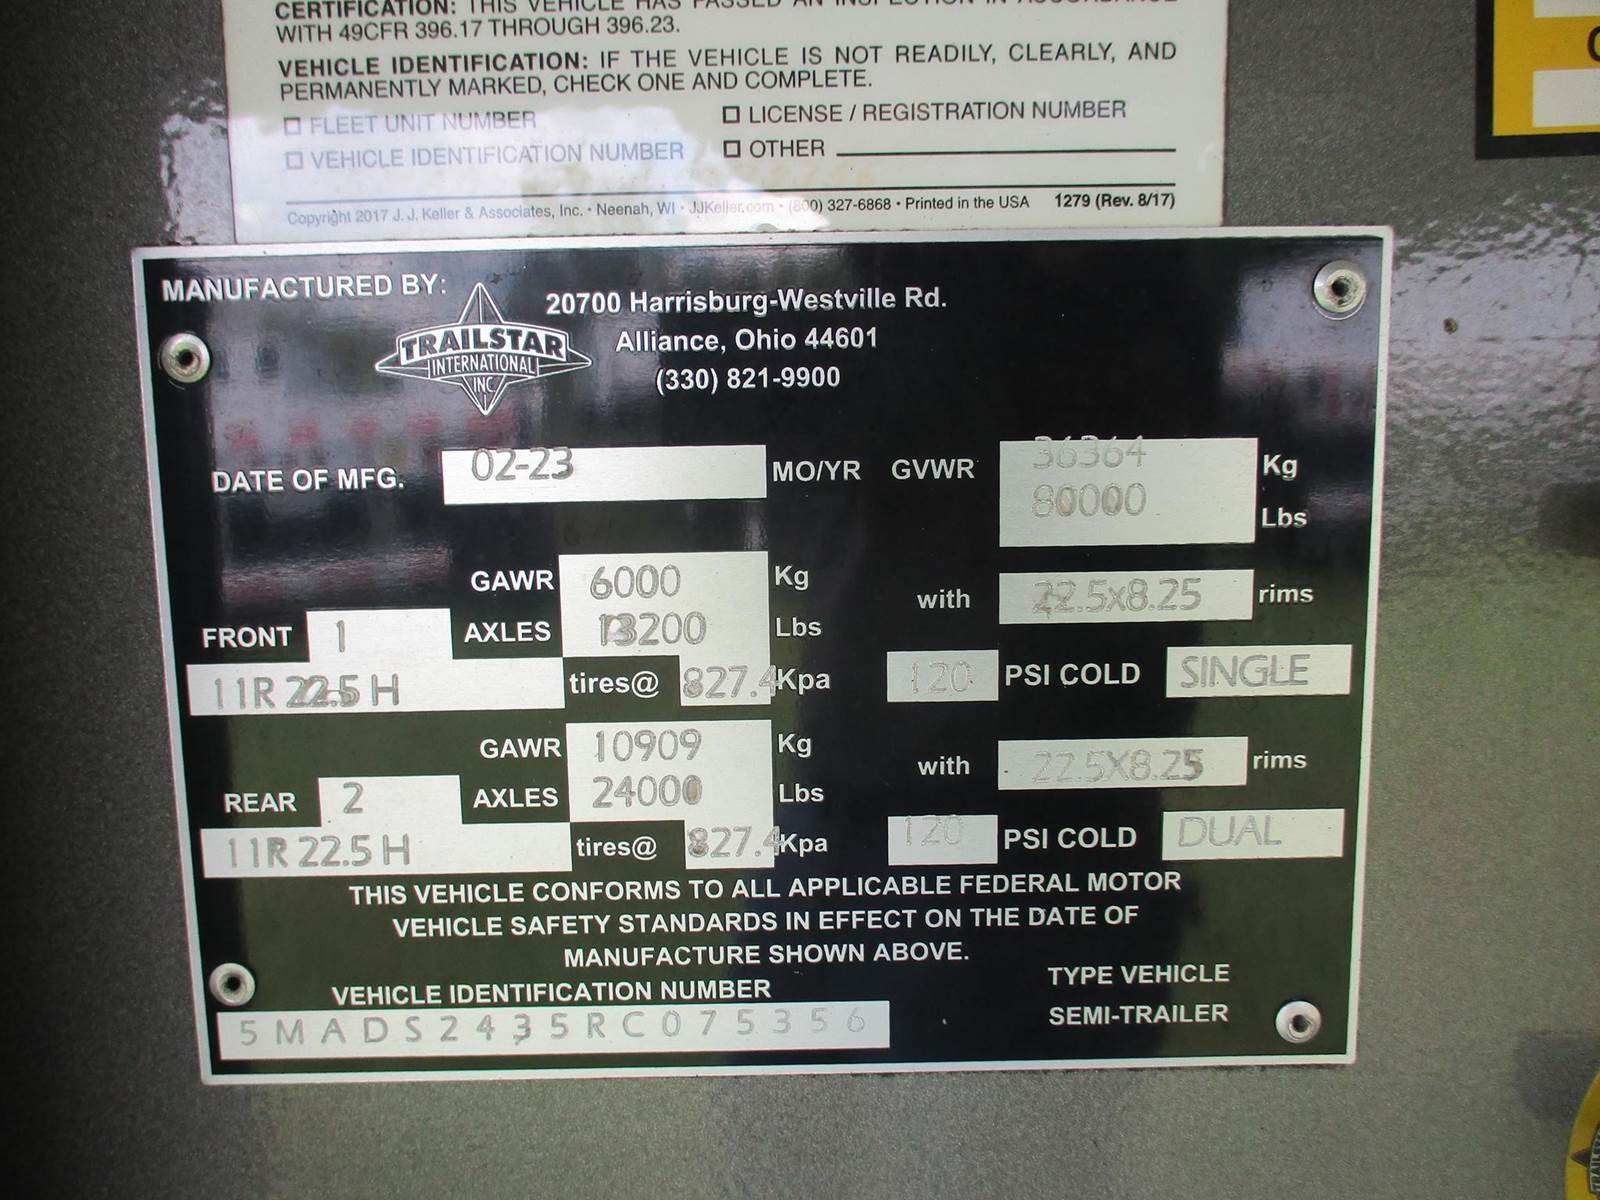 CERTIFICATION: THIS VEHICLE HAS PASSED AN INSPECTION IN ACCORDANCE
WITH 49CFR 396.17 THROUGH 396.23.
VEHICLE IDENTIFICATION: IF THE VEHICLE IS NOT READILY, CLEARLY, AND
PERMANENTLY MARKED, CHECK ONE AND COMPLETE.
☐ FLEET UNIT NUMBER ☐ LICENSE / REGISTRATION NUMBER
☐ VEHICLE IDENTIFICATION NUMBER ☐ OTHER
Copyright 2017 J. J. Keller & Associates, Inc. • Neenah, WI • JJKeller.com • (800) 327-6868 • Printed in the USA 1279 (Rev. 8/17)
MANUFACTURED BY:
TRAILSTAR
INTERNATIONAL
INC
20700 Harrisburg-Westville Rd.
Alliance, Ohio 44601
(330) 821-9900
DATE OF MFG. 02-23 MO/YR GVWR 36364 Kg
80000 Lbs
GAWR 6000 Kg with 22.5x8.25 rims
FRONT 1 AXLES 13200 Lbs
11R 22.5 H tires@ 827.4 Kpa 120 PSI COLD SINGLE
GAWR 10909 Kg with 22.5X8.25 rims
REAR 2 AXLES 24000 Lbs
11R 22.5 H tires@ 827.4 Kpa 120 PSI COLD DUAL
THIS VEHICLE CONFORMS TO ALL APPLICABLE FEDERAL MOTOR
VEHICLE SAFETY STANDARDS IN EFFECT ON THE DATE OF
MANUFACTURE SHOWN ABOVE.
VEHICLE IDENTIFICATION NUMBER
5MADS2435RC075356
TYPE VEHICLE
SEMI-TRAILER